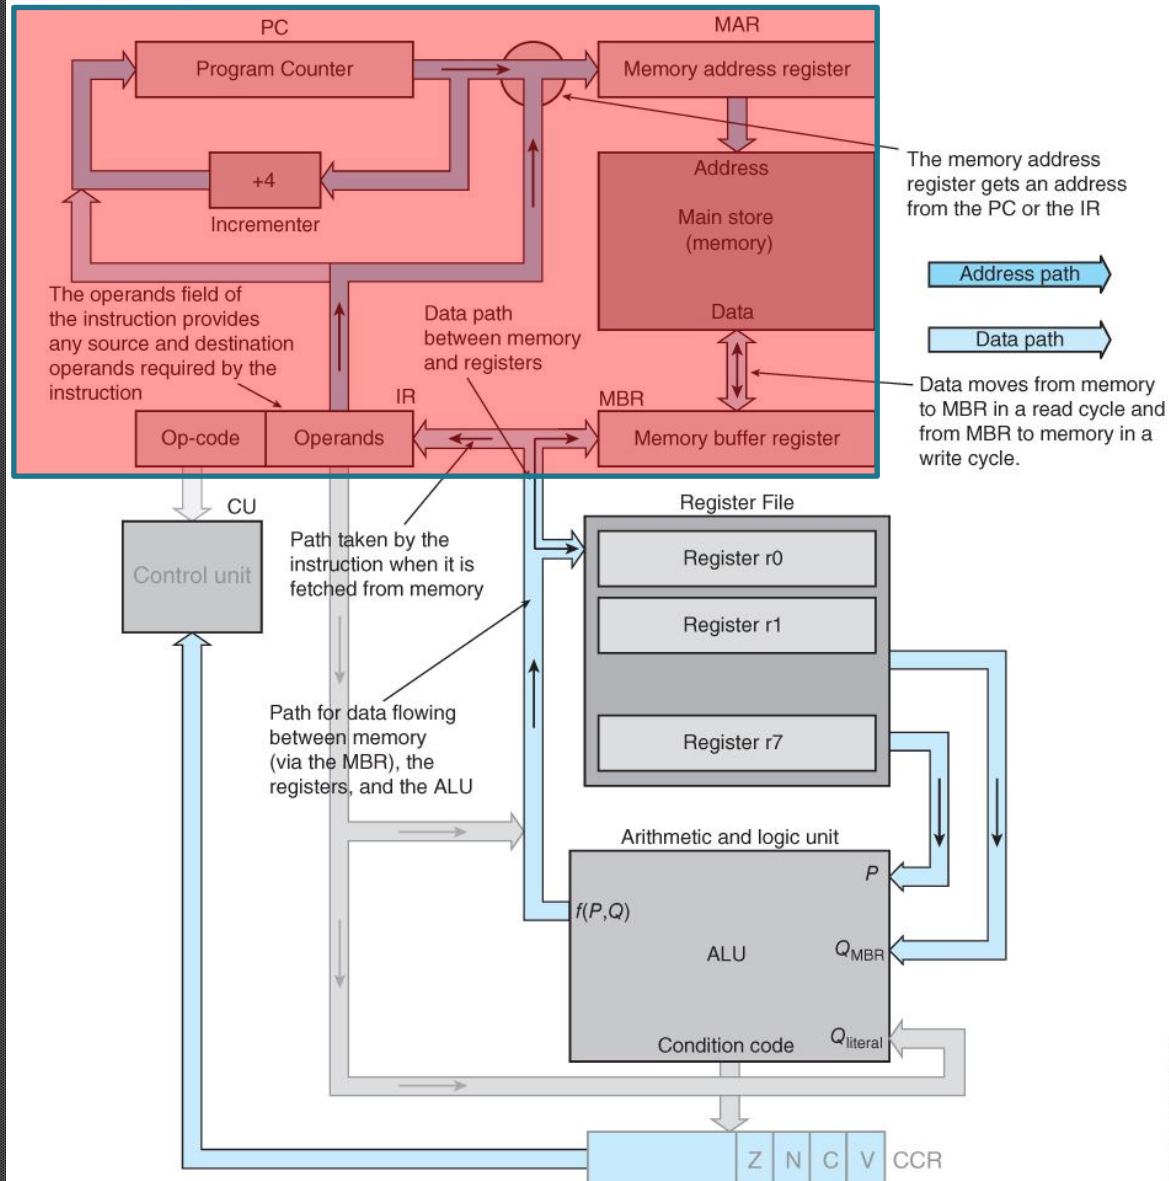 PC
MAR
Program Counter
Memory address register
+4
Incrementer
Address
Main store
(memory)
Data
The memory address
register gets an address
from the PC or the IR
Address path
Data path
The operands field of
the instruction provides
any source and destination
operands required by the
instruction
Data path
between memory
and registers
Data moves from memory
to MBR in a read cycle and
from MBR to memory in a
write cycle.
IR
MBR
Op-code
Operands
Memory buffer register
CU
Control unit
Path taken by the
instruction when it is
fetched from memory
Register File
Register r0
Register r1
Register r7
Path for data flowing
between memory
(via the MBR), the
registers, and the ALU
Arithmetic and logic unit
P
f(P,Q)
ALU
QMBR
Qliteral
Condition code
Z N C V CCR